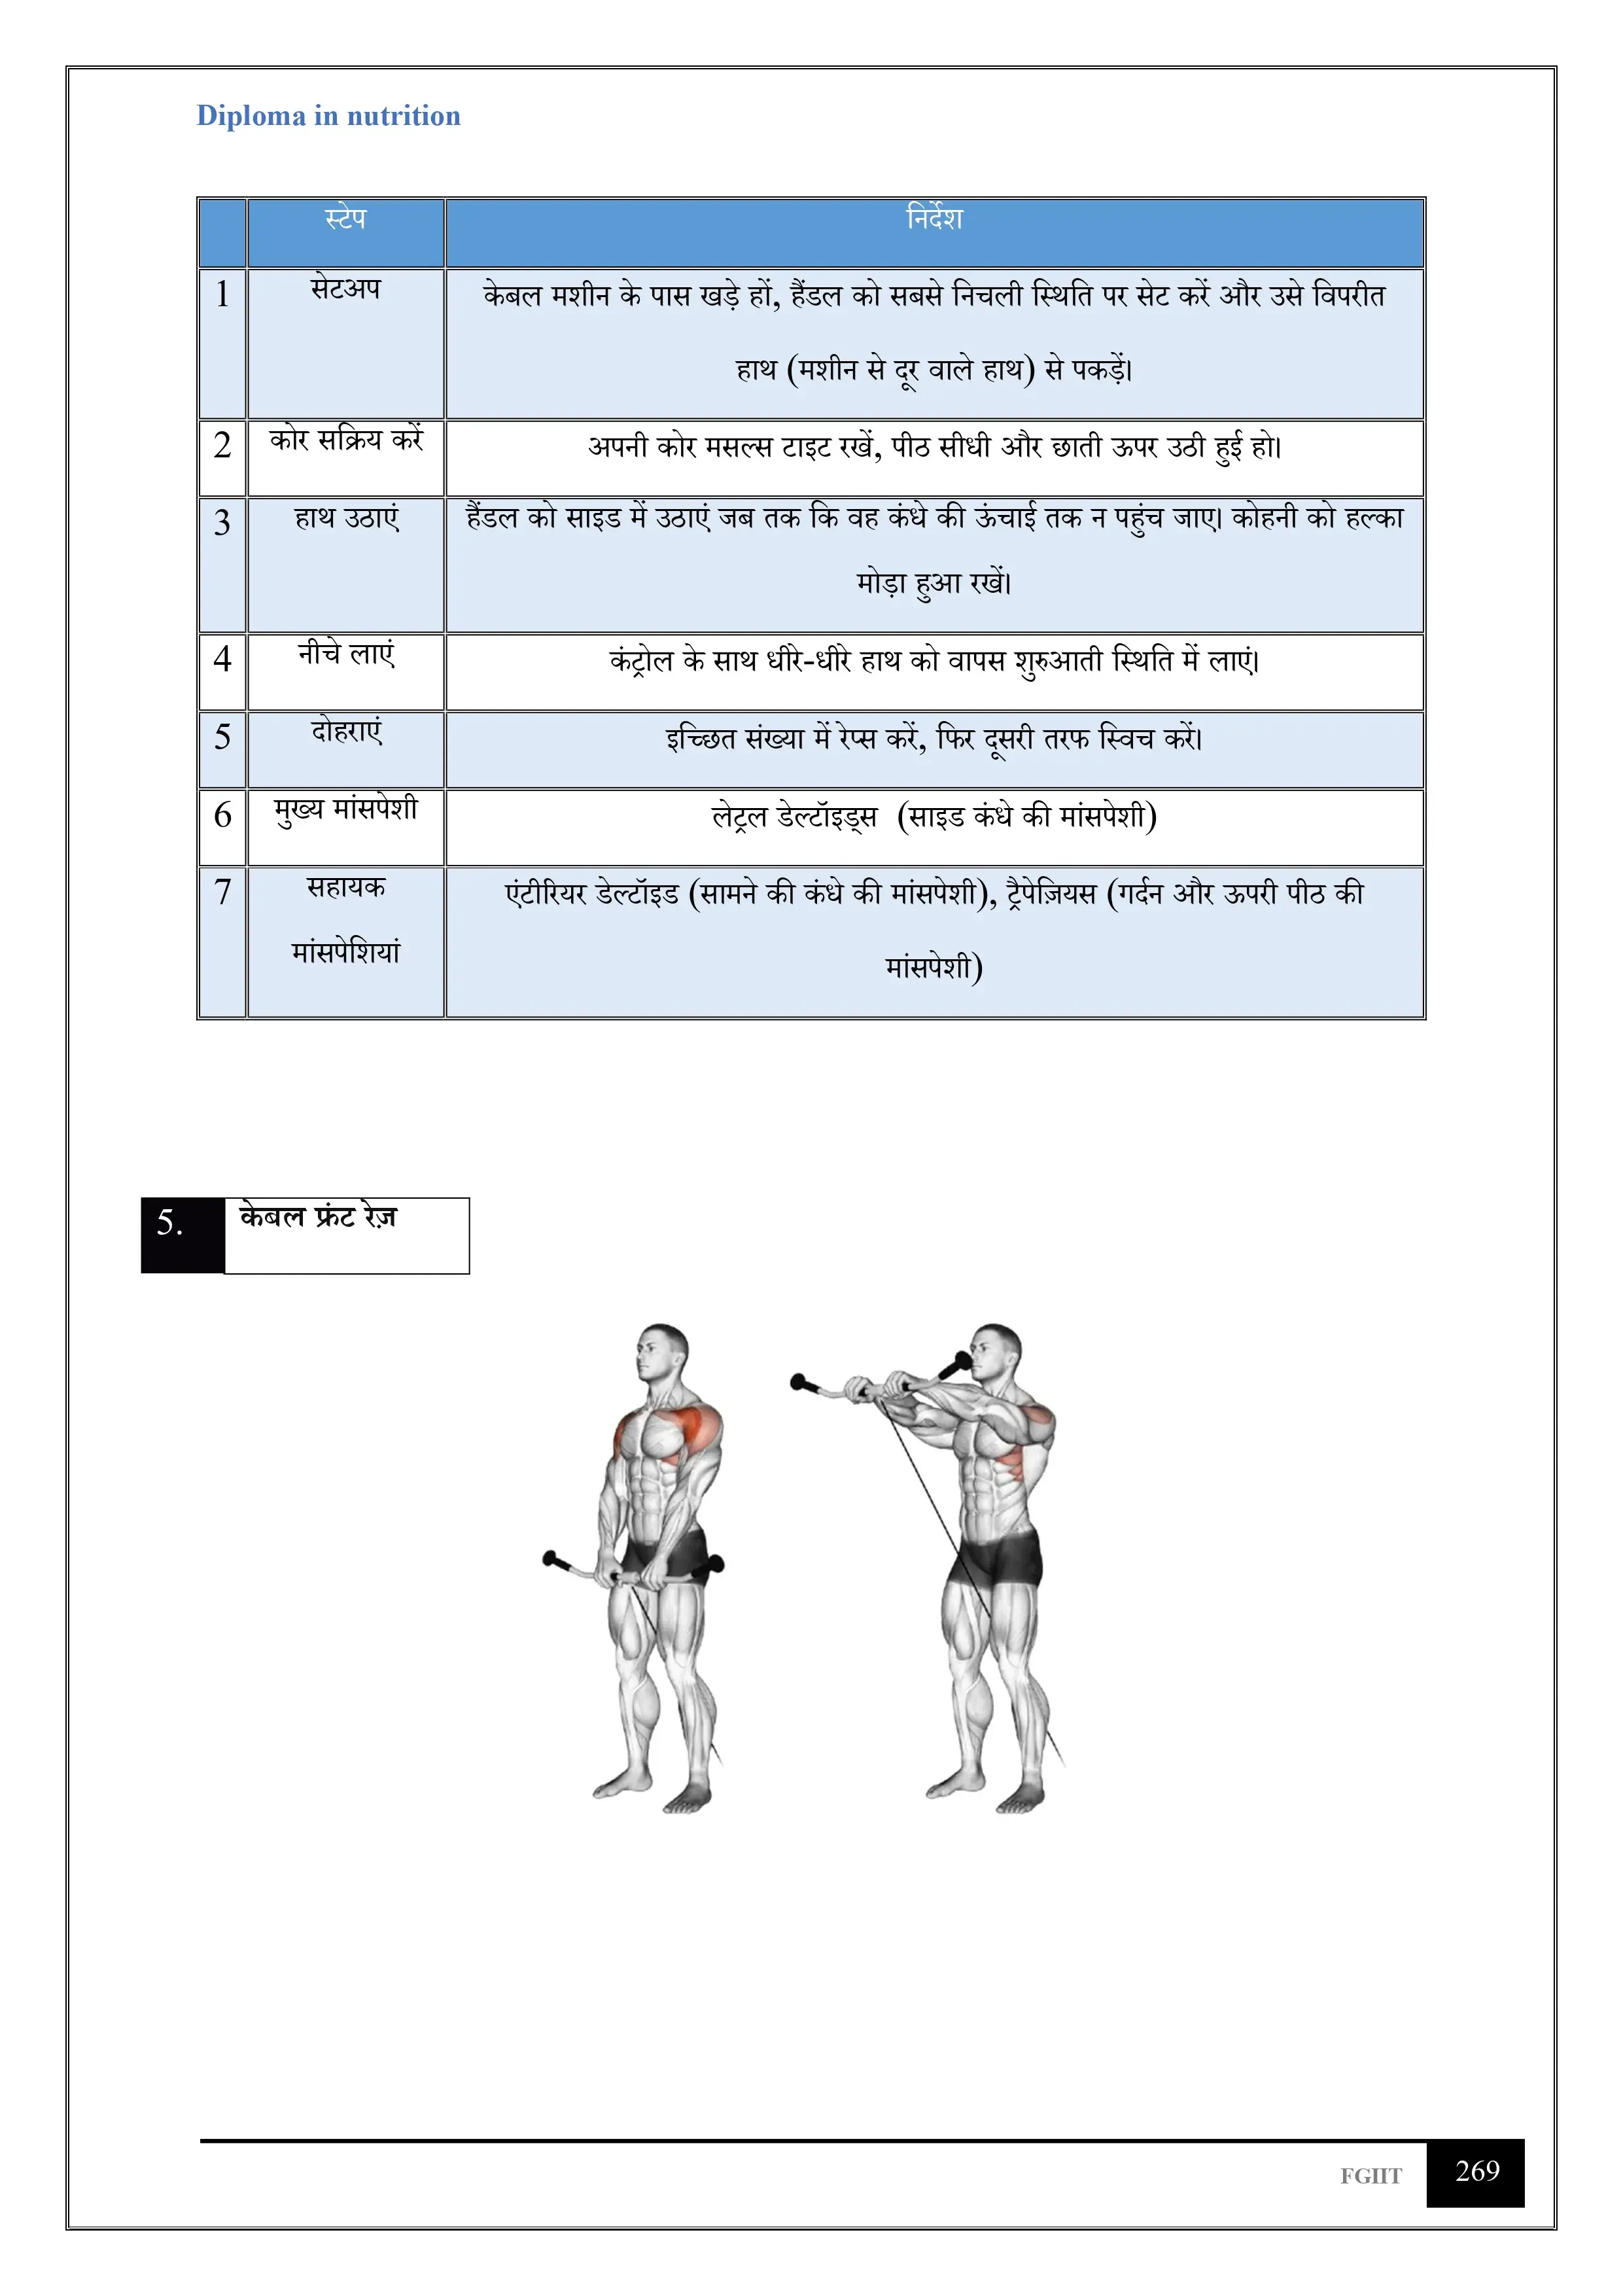 Diploma in nutrition
स्टेप निर्देश
1 सेटअप केबल मशीन के पास खड़े हों, हैंडल को सबसे निचली स्थिति पर सेट करें और उसे विपरीत
हाथ (मशीन से दूर वाले हाथ) से पकड़ें।
2 कोर सक्रिय करें अपनी कोर मसल्स टाइट रखें, पीठ सीधी और छाती ऊपर उठी हुई हो।
3 हाथ उठाएं हैंडल को साइड में उठाएं जब तक कि वह कंधे की ऊंचाई तक न पहुंच जाए। कोहनी को हल्का
मोड़ा हुआ रखें।
4 नीचे लाएं कंट्रोल के साथ धीरे-धीरे हाथ को वापस शुरुआती स्थिति में लाएं।
5 दोहराएं इच्छित संख्या में रेप्स करें, फिर दूसरी तरफ स्विच करें।
6 मुख्य मांसपेशी लेट्रल डेल्टॉइड्स (साइड कंधे की मांसपेशी)
7 सहायक एंटीरियर डेल्टॉइड (सामने की कंधे की मांसपेशी), ट्रैपेज़ियस (गर्दन और ऊपरी पीठ की
मांसपेशियां मांसपेशी)
5. केबल फ्रंट रेज़
FGIIT 269